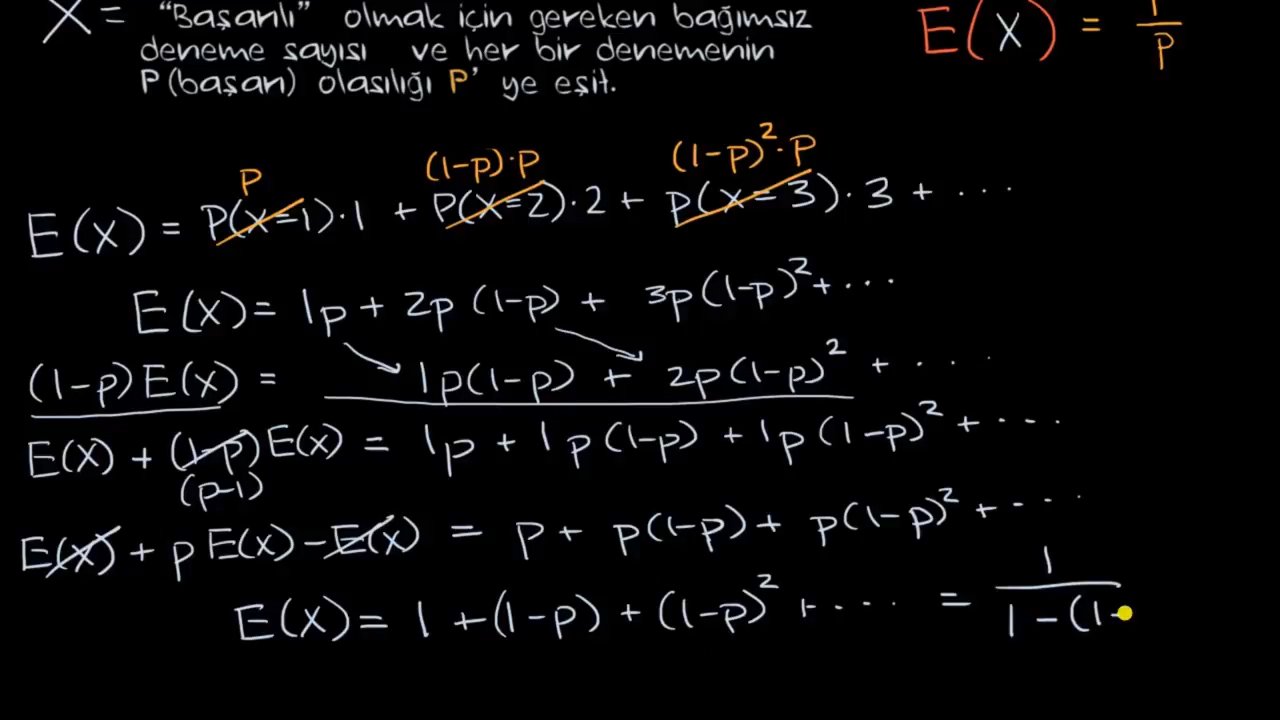 X = "Başarılı" olmak için gereken bağımsız
deneme sayısı ve her bir denemenin
P(başarı) olasılığı P' ye eşit.
E(X) = 1/P
P (1-p)·P (1-p)²·P
E(X) = P(X=1)·1 + P(X=2)·2 + P(X=3)·3 + ...
E(X) = 1p + 2p(1-p) + 3p(1-p)² + ...
(1-p)E(X) = 1p(1-p) + 2p(1-p)² + ...
E(X) + (1-p)E(X) = 1p + 1p(1-p) + 1p(1-p)² + ...
(p-1)
E(X) + pE(X) - E(X) = p + p(1-p) + p(1-p)² + ...
E(X) = 1 + (1-p) + (1-p)² + .... = 1/1-(1-